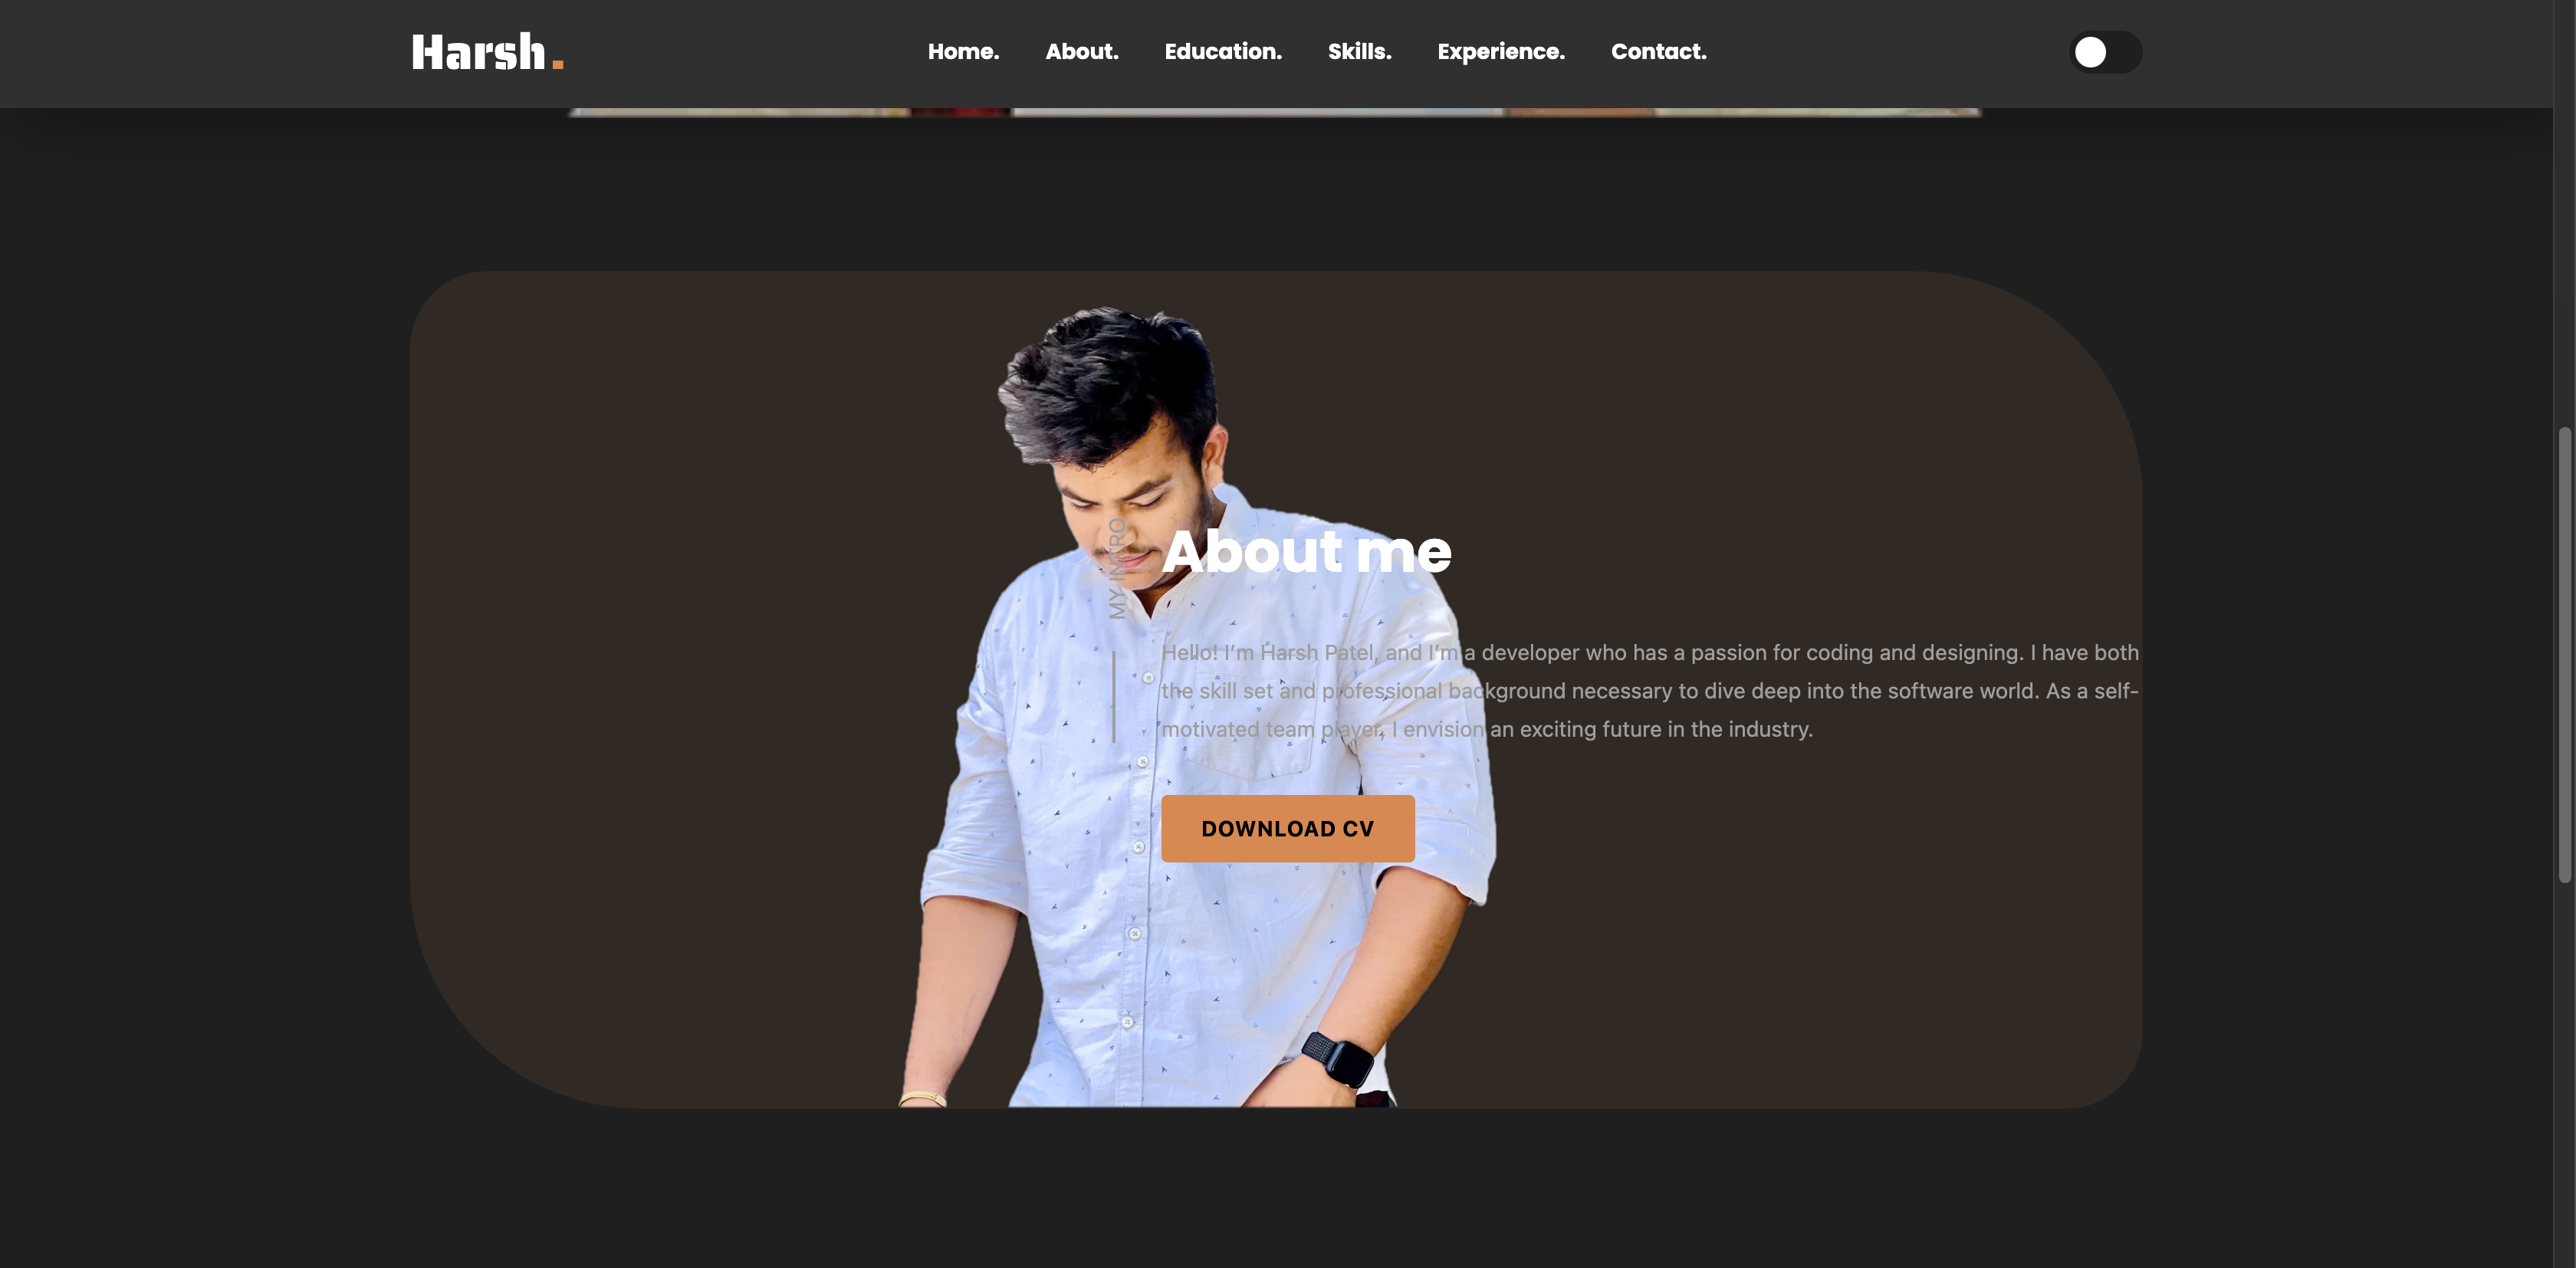 Harsh.
Home. About. Education. Skills. Experience. Contact.
MY INTRO
About me
Hello! I’m Harsh Patel, and I’m a developer who has a passion for coding and designing. I have both
the skill set and professional background necessary to dive deep into the software world. As a self-
motivated team player, I envision an exciting future in the industry.
DOWNLOAD CV